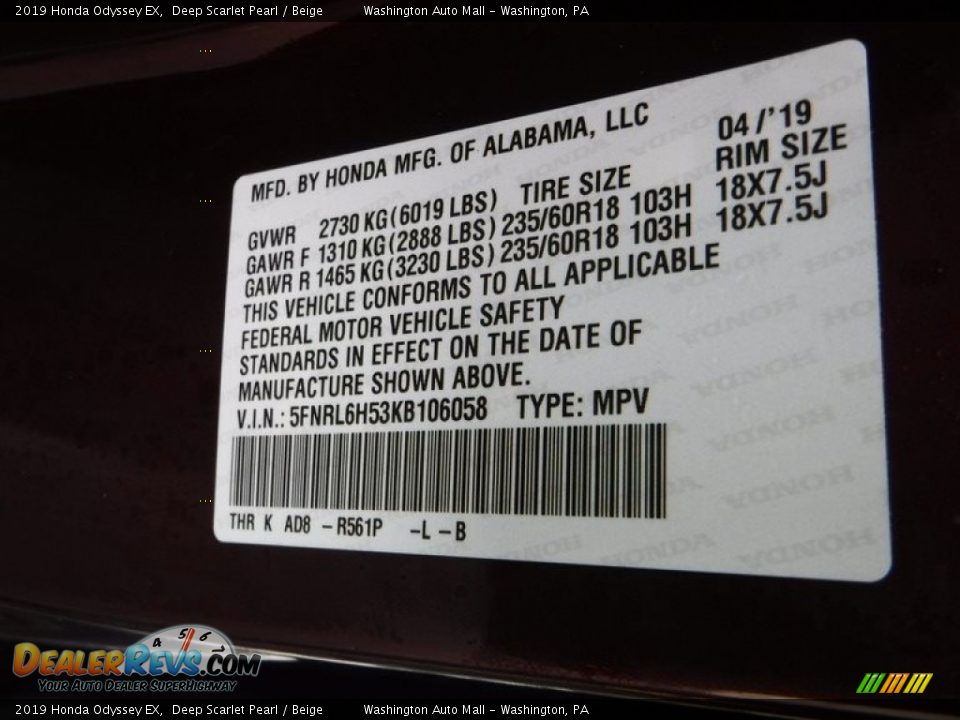 2019 Honda Odyssey EX, Deep Scarlet Pearl / Beige Washington Auto Mall - Washington, PA
MFD. BY HONDA MFG. OF ALABAMA, LLC 04/'19
GVWR 2730 KG(6019 LBS) TIRE SIZE RIM SIZE
GAWR F 1310 KG(2888 LBS) 235/60R18 103H 18X7.5J
GAWR R 1465 KG(3230 LBS) 235/60R18 103H 18X7.5J
THIS VEHICLE CONFORMS TO ALL APPLICABLE
FEDERAL MOTOR VEHICLE SAFETY
STANDARDS IN EFFECT ON THE DATE OF
MANUFACTURE SHOWN ABOVE.
V.I.N.: 5FNRL6H53KB106058 TYPE: MPV
THR K AD8 -R561P -L-B
4 5 6
DEALERREVS.COM
YOUR AUTO DEALER SUPERHIGHWAY
2019 Honda Odyssey EX, Deep Scarlet Pearl / Beige Washington Auto Mall - Washington, PA